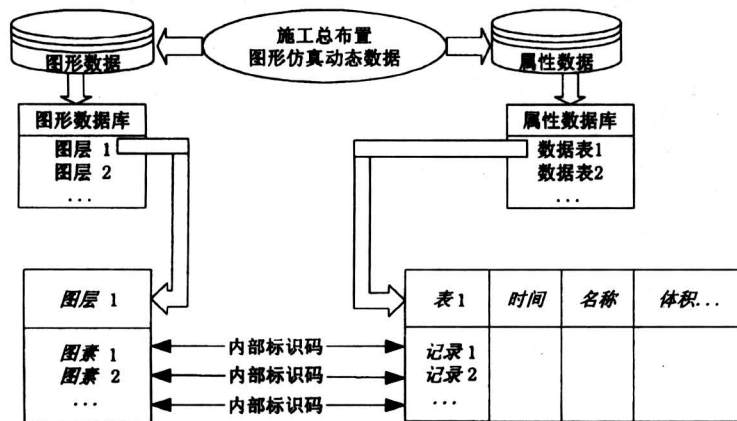 施工总布置
图形仿真动态数据
图形数据
属性数据
图形数据库
图层 1
图层 2
...
属性数据库
数据表1
数据表2
...
图层 1
图素 1
图素 2
...
内部标识码
内部标识码
内部标识码
表 1 时间 名称 体积...
记录 1
记录 2
...